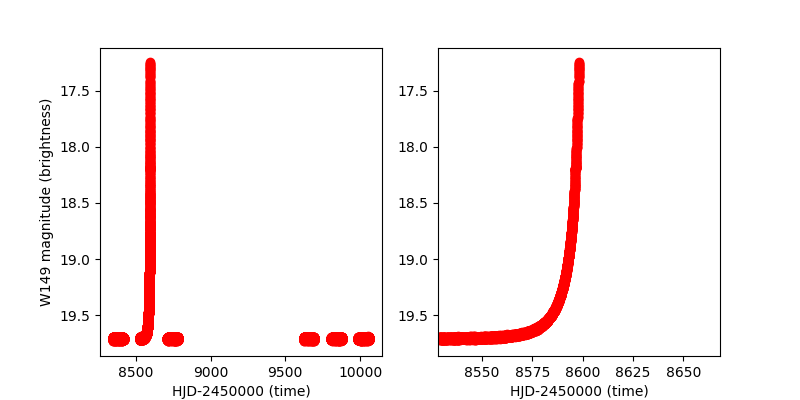 17.5
18.0
18.5
19.0
19.5
W149 magnitude (brightness)
8500 9000 9500 10000
HJD-2450000 (time)
17.5
18.0
18.5
19.0
19.5
8550 8575 8600 8625 8650
HJD-2450000 (time)